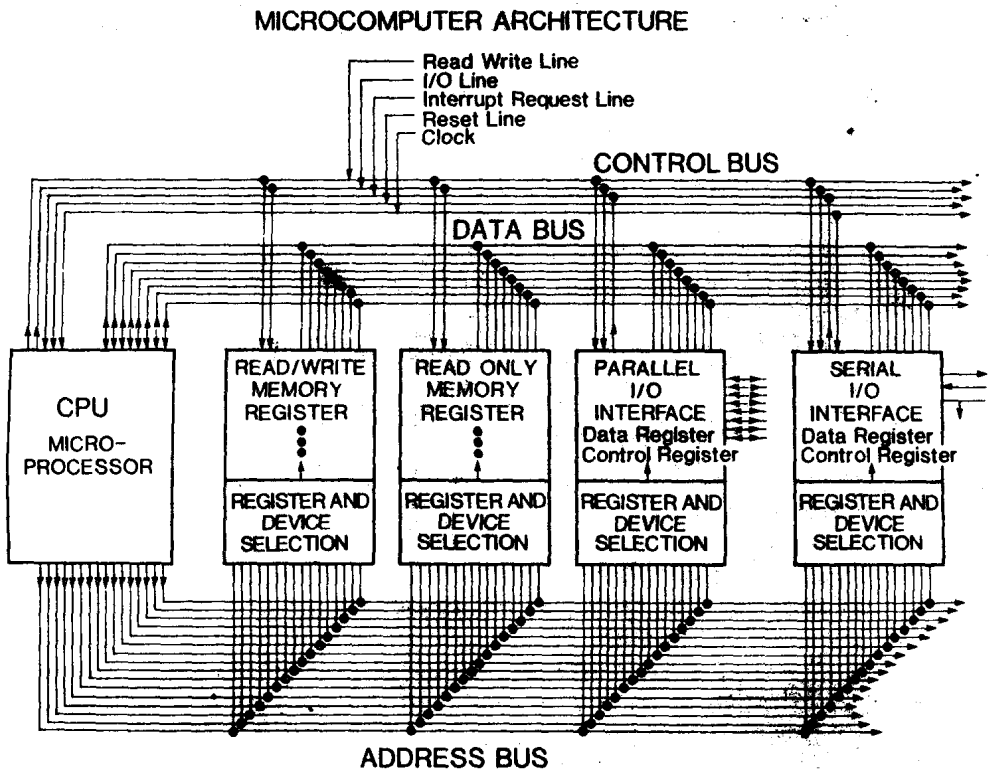 MICROCOMPUTER ARCHITECTURE
Read Write Line
I/O Line
Interrupt Request Line
Reset Line
Clock
CONTROL BUS
DATA BUS
CPU
MICRO-
PROCESSOR
READ/WRITE
MEMORY
REGISTER
REGISTER AND
DEVICE
SELECTION
READ ONLY
MEMORY
REGISTER
REGISTER AND
DEVICE
SELECTION
PARALLEL
I/O
INTERFACE
Data Register
Control Register
REGISTER AND
DEVICE
SELECTION
SERIAL
I/O
INTERFACE
Data Register
Control Register
REGISTER AND
DEVICE
SELECTION
ADDRESS BUS